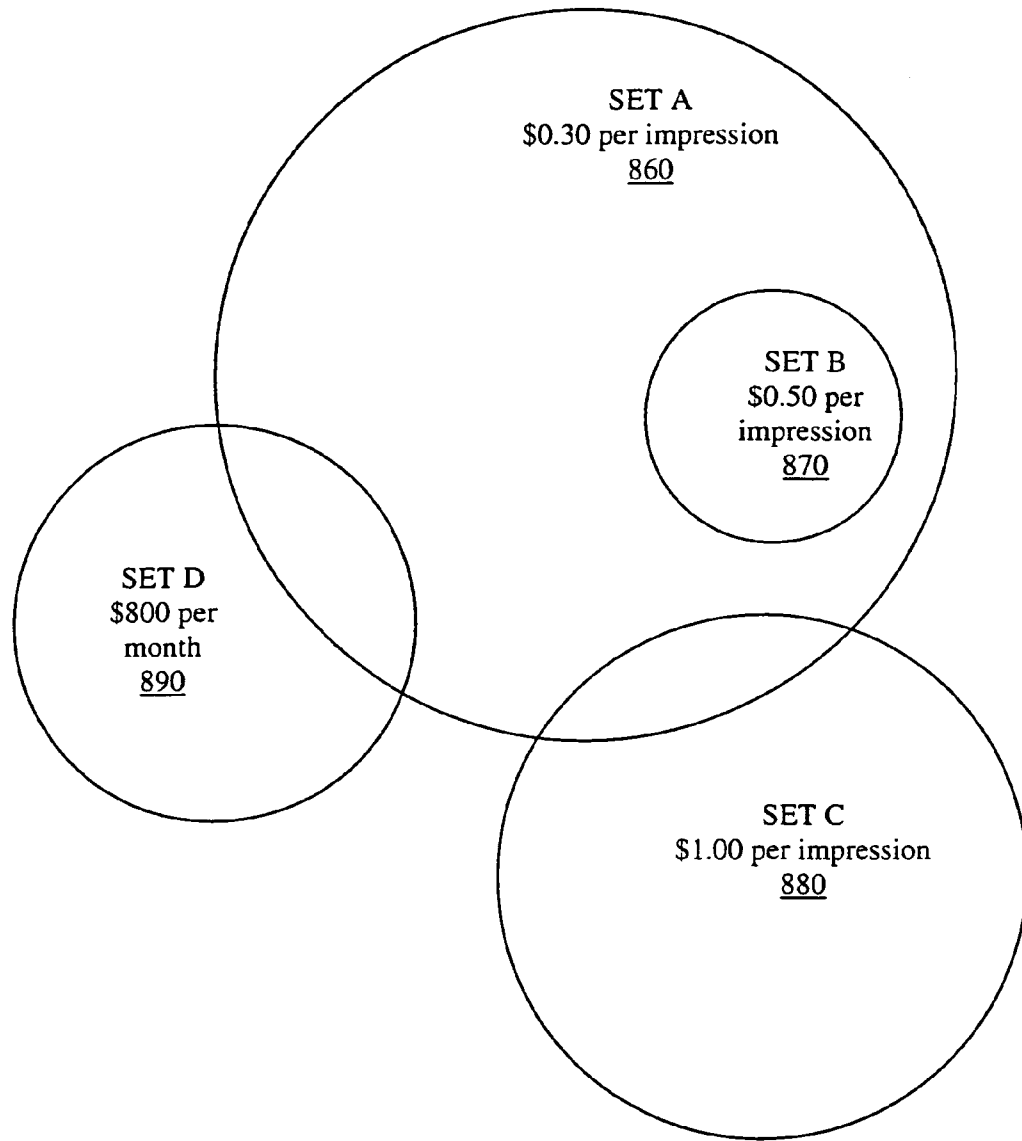 SET A
$0.30 per impression
860
SET B
$0.50 per
impression
870
SET D
$800 per
month
890
SET C
$1.00 per impression
880